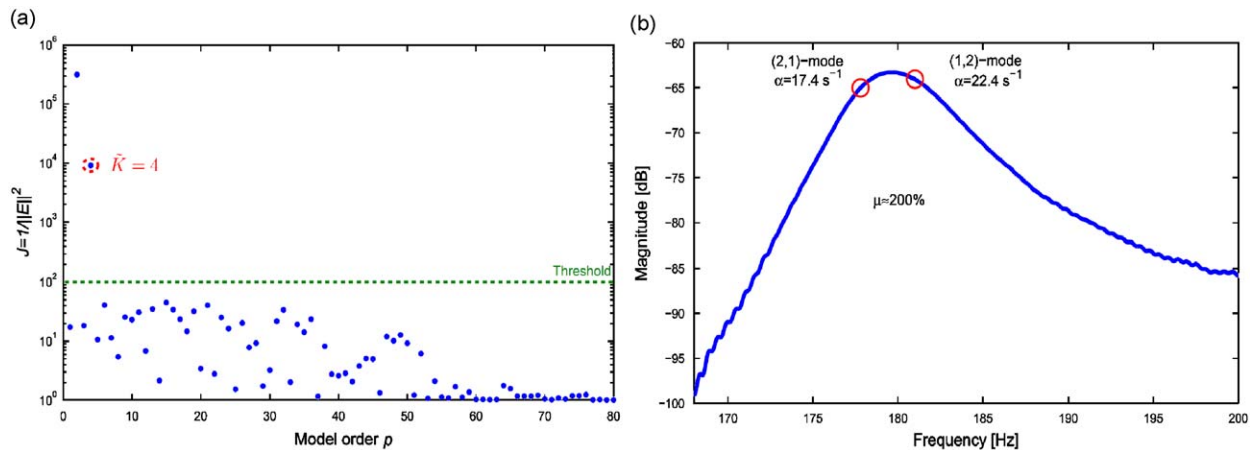 (a)
10^6
10^5
10^4
10^3
10^2
10^1
10^0
J=1/||E||^2
K̃ = 4
Threshold
0 10 20 30 40 50 60 70 80
Model order p
(b)
−60
−65
−70
−75
−80
−85
−90
−95
−100
Magnitude [dB]
(2,1)−mode
α=17.4 s^−1
(1,2)−mode
α=22.4 s^−1
μ≈200%
170 175 180 185 190 195 200
Frequency [Hz]